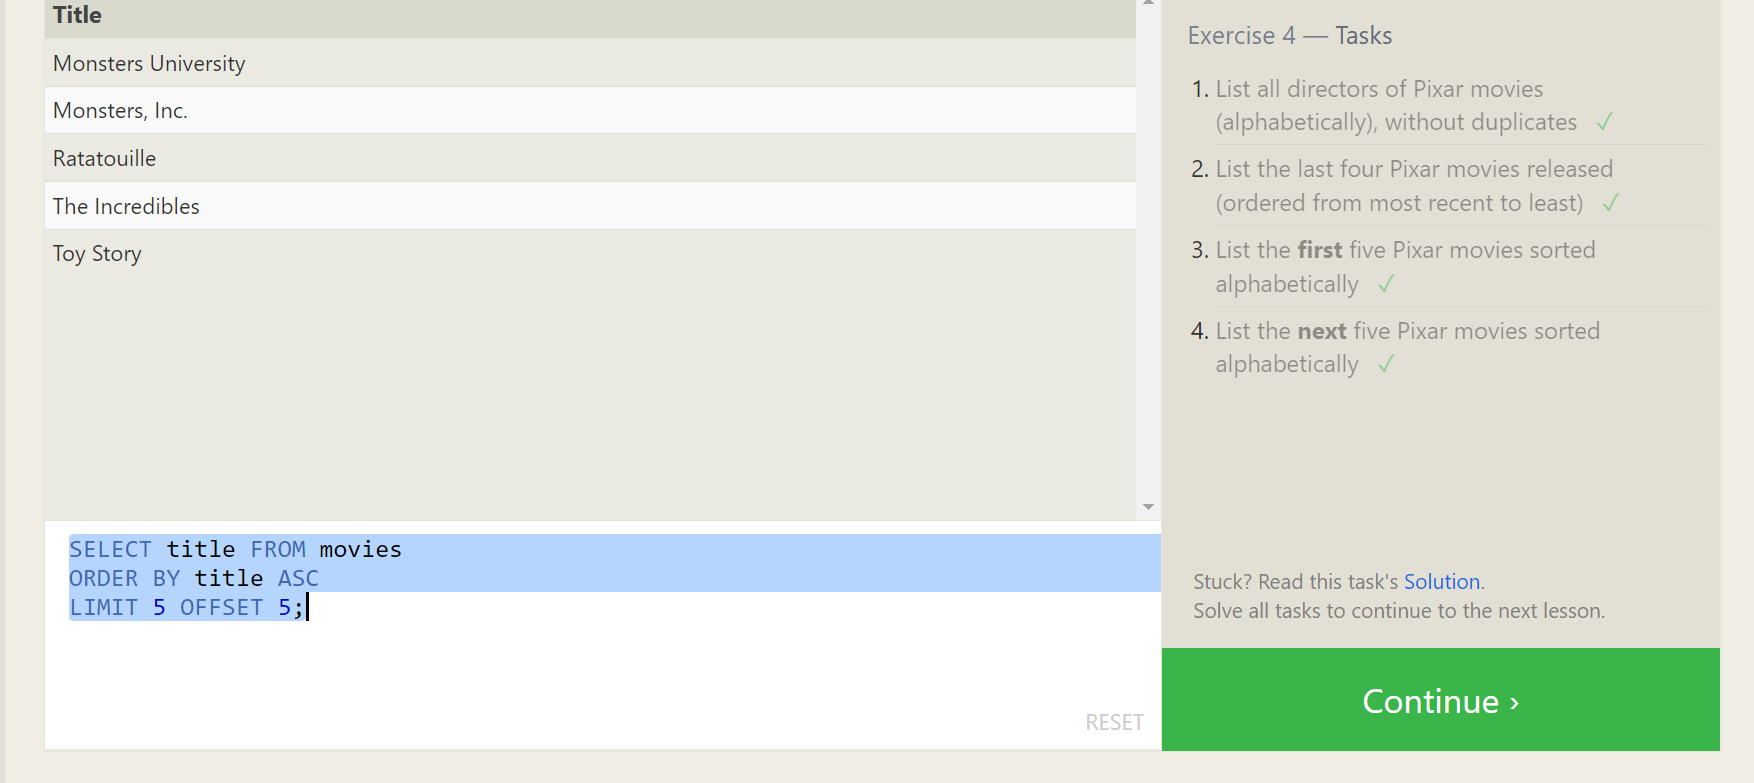 Title
Monsters University
Monsters, Inc.
Ratatouille
The Incredibles
Toy Story
SELECT title FROM movies
ORDER BY title ASC
LIMIT 5 OFFSET 5;
RESET
Exercise 4 — Tasks
1. List all directors of Pixar movies
(alphabetically), without duplicates ✓
2. List the last four Pixar movies released
(ordered from most recent to least) ✓
3. List the first five Pixar movies sorted
alphabetically ✓
4. List the next five Pixar movies sorted
alphabetically ✓
Stuck? Read this task's Solution.
Solve all tasks to continue to the next lesson.
Continue ›